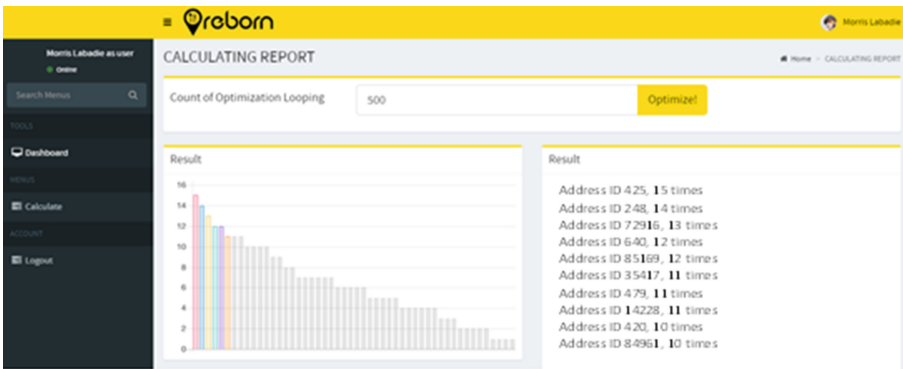 reborn
Morris Labadie
Morris Labadie as user
Online
Search Menus
TOOLS
Dashboard
MENUS
Calculate
ACCOUNT
Logout
CALCULATING REPORT
Home > CALCULATING REPORT
Count of Optimization Looping
500
Optimize!
Result
16
14
12
10
8
6
4
2
0
Result
Address ID 425, 15 times
Address ID 248, 14 times
Address ID 72916, 13 times
Address ID 640, 12 times
Address ID 85169, 12 times
Address ID 35417, 11 times
Address ID 479, 11 times
Address ID 14228, 11 times
Address ID 420, 10 times
Address ID 84961, 10 times